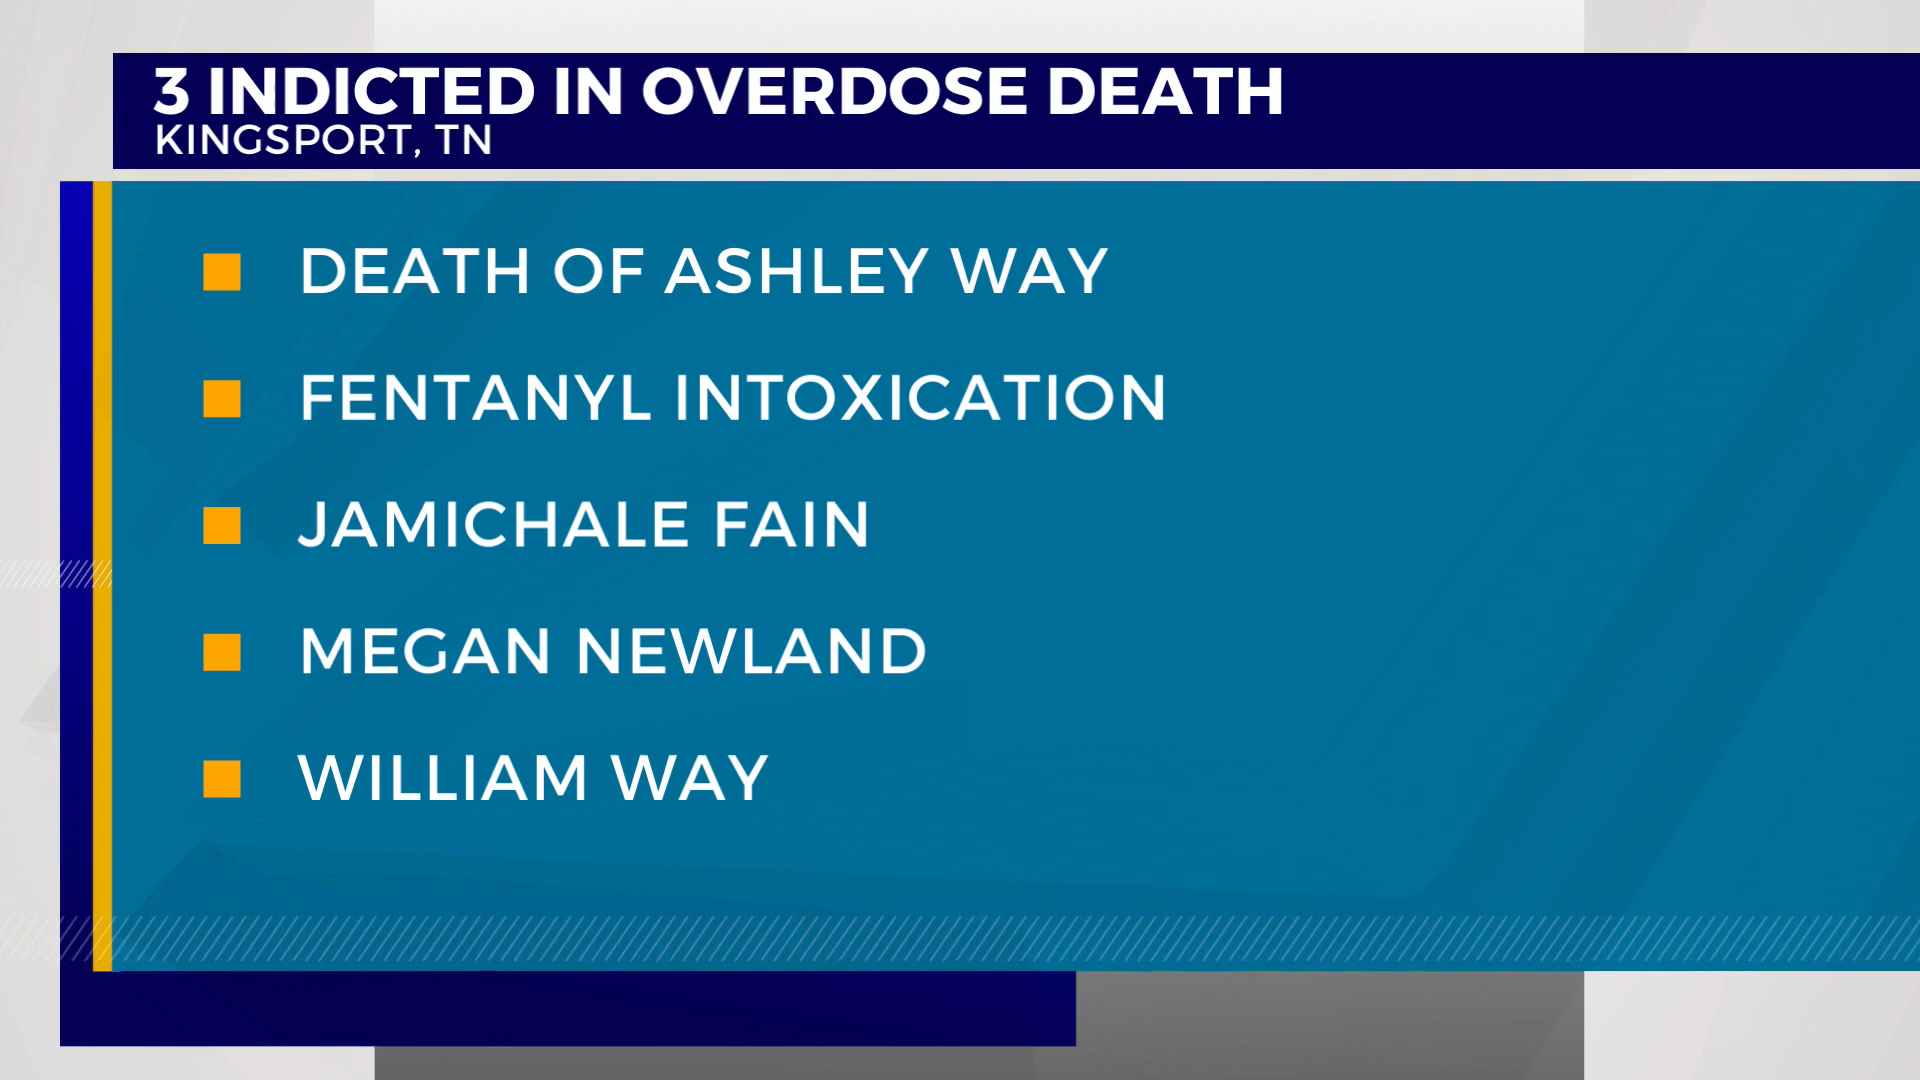 3 INDICTED IN OVERDOSE DEATH
KINGSPORT, TN
DEATH OF ASHLEY WAY
FENTANYL INTOXICATION
JAMICHALE FAIN
MEGAN NEWLAND
WILLIAM WAY